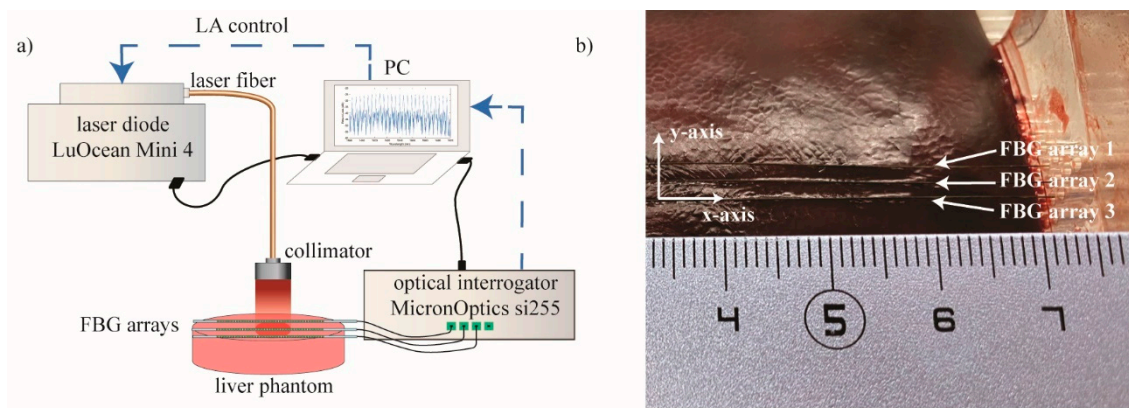 a)
LA control
PC
laser fiber
laser diode
LuOcean Mini 4
collimator
optical interrogator
MicronOptics si255
FBG arrays
liver phantom
b)
y-axis
x-axis
FBG array 1
FBG array 2
FBG array 3
4 5 6 7